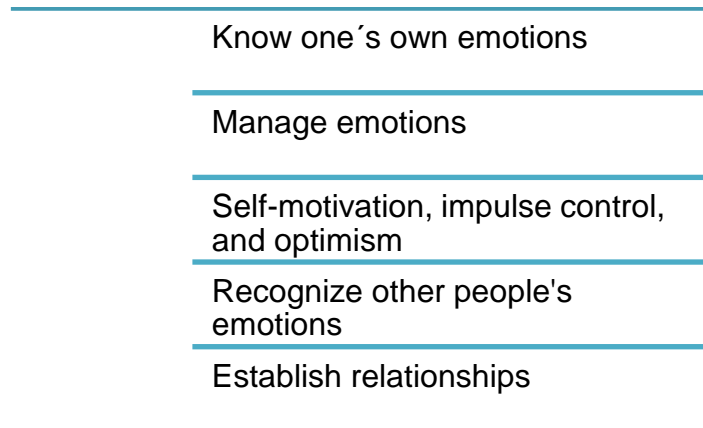 Know one´s own emotions
Manage emotions
Self-motivation, impulse control,
and optimism
Recognize other people's
emotions
Establish relationships